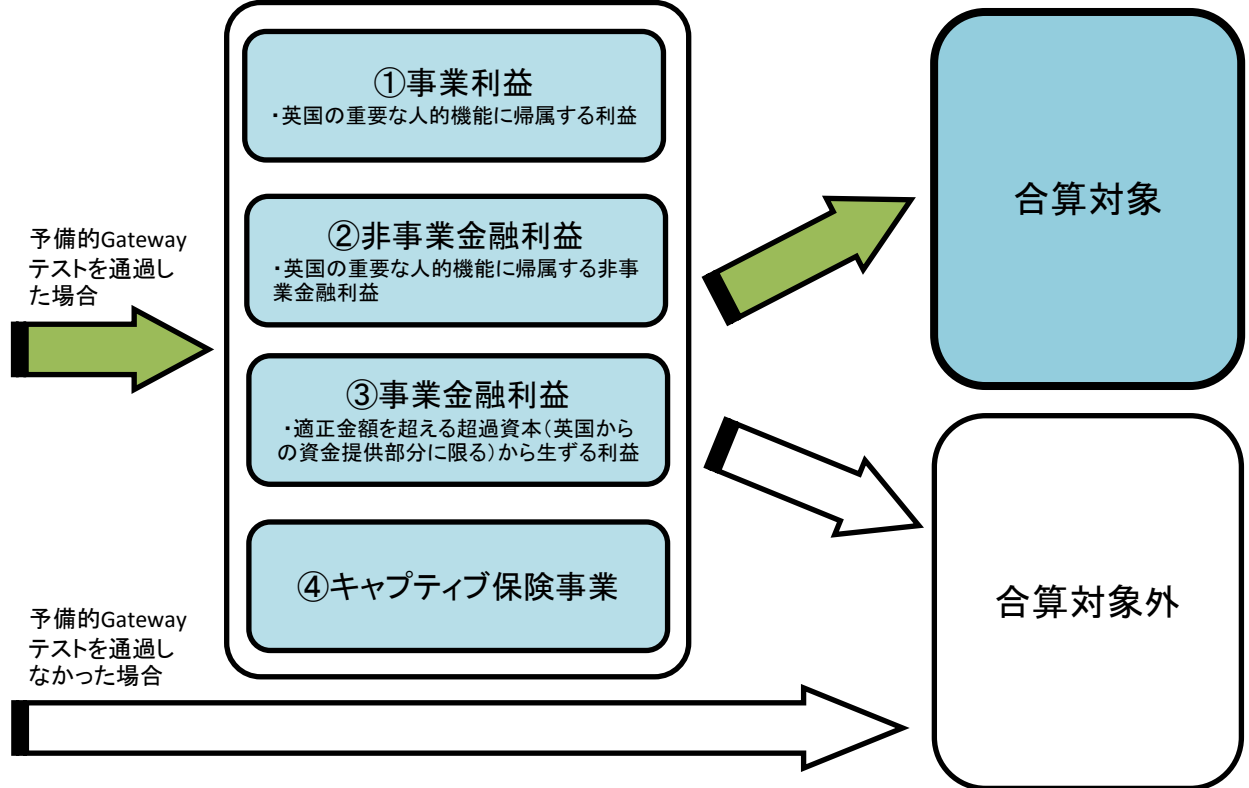 ①事業利益
・英国の重要な人的機能に帰属する利益
②非事業金融利益
・英国の重要な人的機能に帰属する非事
業金融利益
③事業金融利益
・適正金額を超える超過資本(英国から
の資金提供部分に限る)から生ずる利益
④キャプティブ保険事業
予備的Gateway
テストを通過し
た場合
予備的Gateway
テストを通過し
なかった場合
合算対象
合算対象外